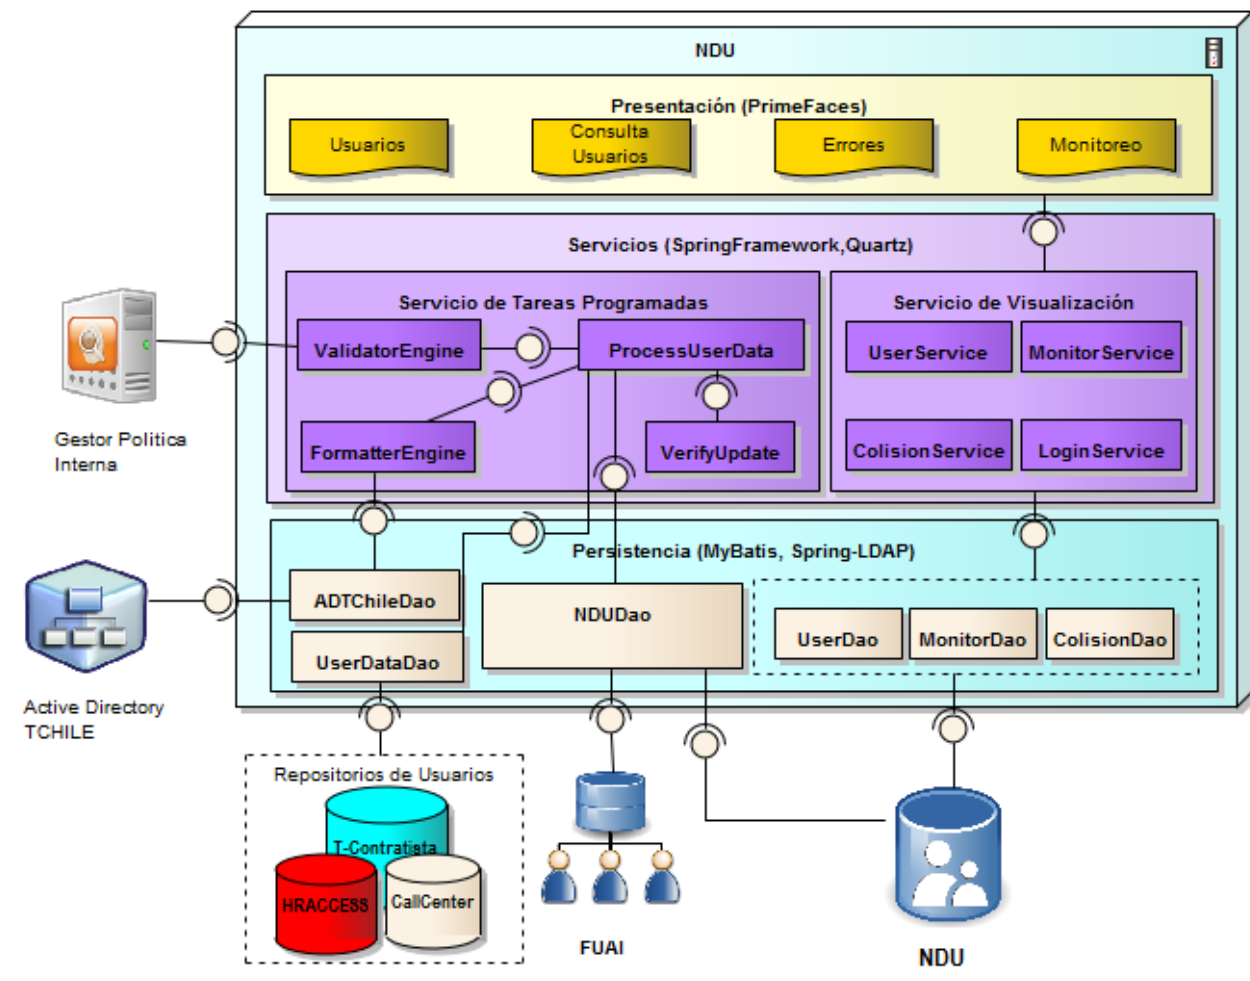 NDU
Presentación (PrimeFaces)
Usuarios
Consulta
Usuarios
Errores
Monitoreo
Servicios (SpringFramework,Quartz)
Servicio de Tareas Programadas
ValidatorEngine
ProcessUserData
FormatterEngine
VerifyUpdate
Servicio de Visualización
UserService
MonitorService
ColisionService
LoginService
Gestor Politica
Interna
Persistencia (MyBatis, Spring-LDAP)
ADTChileDao
UserDataDao
NDUDao
UserDao
MonitorDao
ColisionDao
Active Directory
TCHILE
Repositorios de Usuarios
T-Contratista
HRACCESS
CallCenter
FUAI
NDU